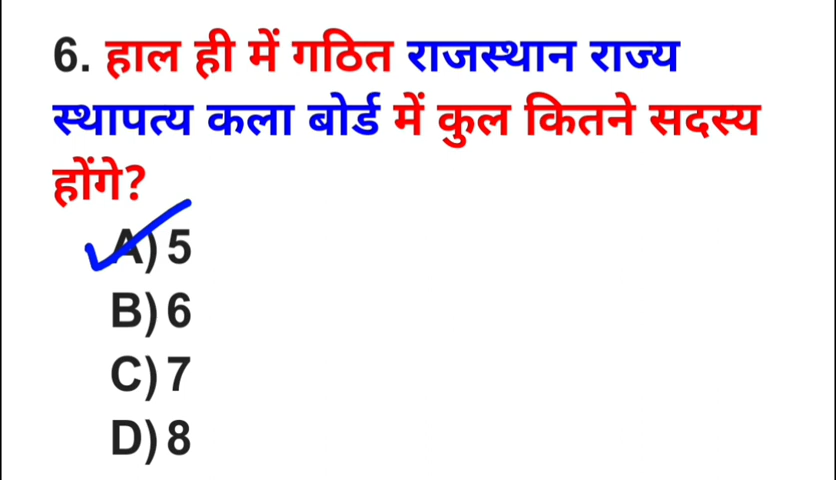 6. हाल ही में गठित राजस्थान राज्य
स्थापत्य कला बोर्ड में कुल कितने सदस्य
होंगे?
A) 5
B) 6
C) 7
D) 8